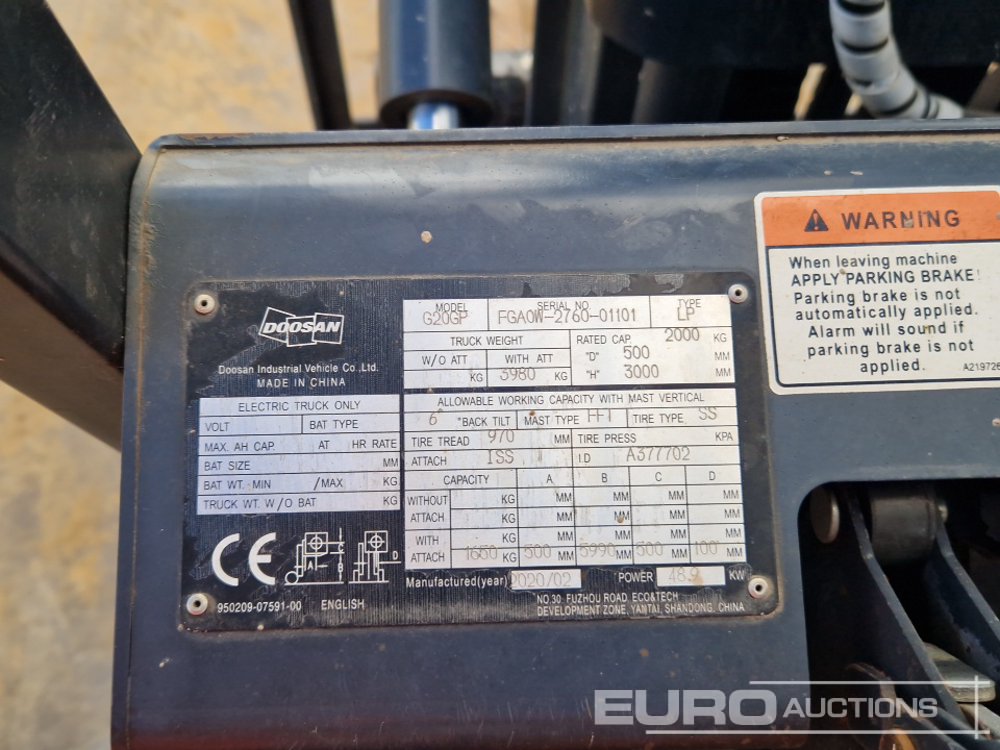 DOOSAN
Doosan Industrial Vehicle Co.,Ltd.
MADE IN CHINA
ELECTRIC TRUCK ONLY
VOLT BAT TYPE
MAX. AH CAP. AT HR RATE
BAT SIZE MM
BAT WT. MIN /MAX KG
TRUCK WT. W/O BAT KG
CE
A C B D
950209-07591-00 ENGLISH
MODEL SERIAL NO. TYPE
G20GP FGA0W-2760-01101 LP
TRUCK WEIGHT RATED CAP 2000 KG
W/O ATT WITH ATT "D" 500 MM
KG 3980 KG "H" 3000 MM
ALLOWABLE WORKING CAPACITY WITH MAST VERTICAL
6° °BACK TILT MAST TYPE FFT TIRE TYPE SS
TIRE TREAD 970 MM TIRE PRESS KPA
ATTACH ISS I.D A377702
CAPACITY A B C D
WITHOUT KG MM MM MM MM
ATTACH KG MM MM MM MM
WITH KG MM MM MM MM
ATTACH 1660 KG 500 MM 5990 MM 500 MM 100 MM
Manufactured(year) 2020/02 POWER 48.9 KW
NO.30 FUZHOU ROAD, ECO&TECH
DEVELOPMENT ZONE, YANTAI, SHANDONG, CHINA
WARNING
When leaving machine
APPLY PARKING BRAKE!
Parking brake is not
automatically applied.
Alarm will sound if
parking brake is not
applied. A219726
EURO AUCTIONS